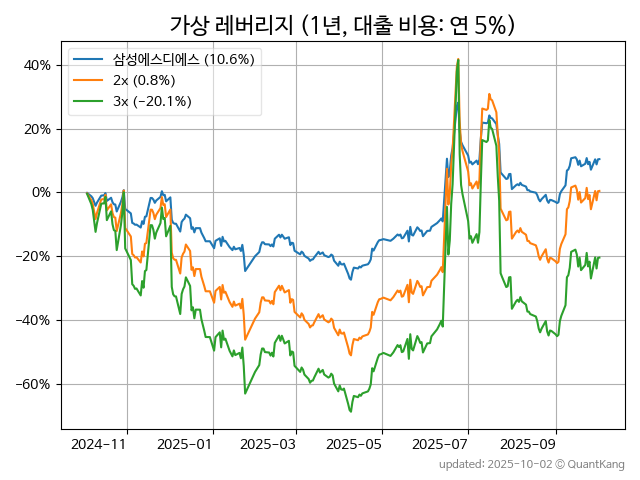 가상 레버리지 (1년, 대출 비용: 연 5%)
삼성에스디에스 (10.6%)
2x (0.8%)
3x (−20.1%)
40%
20%
0%
−20%
−40%
−60%
2024-11 2025-01 2025-03 2025-05 2025-07 2025-09
updated: 2025-10-02 © QuantKang